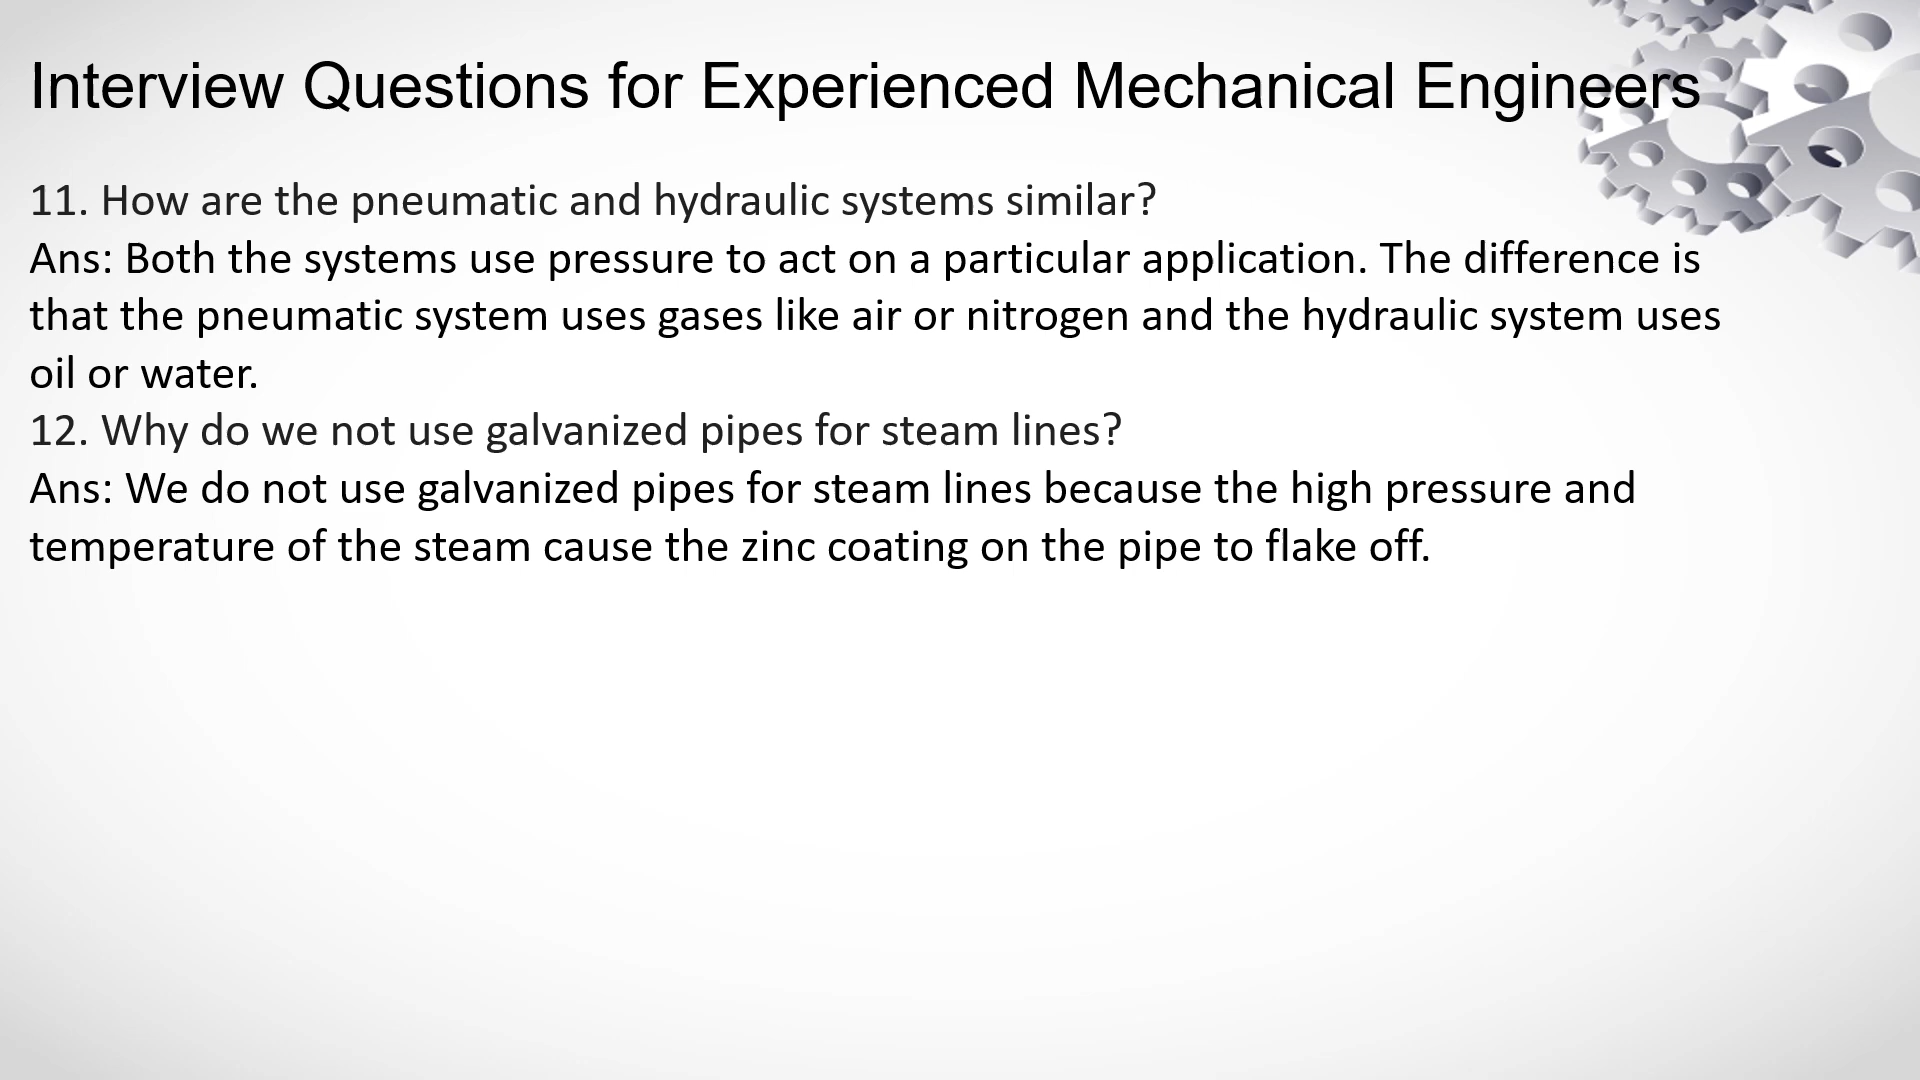 Interview Questions for Experienced Mechanical Engineers
11. How are the pneumatic and hydraulic systems similar?
Ans: Both the systems use pressure to act on a particular application. The difference is
that the pneumatic system uses gases like air or nitrogen and the hydraulic system uses
oil or water.
12. Why do we not use galvanized pipes for steam lines?
Ans: We do not use galvanized pipes for steam lines because the high pressure and
temperature of the steam cause the zinc coating on the pipe to flake off.